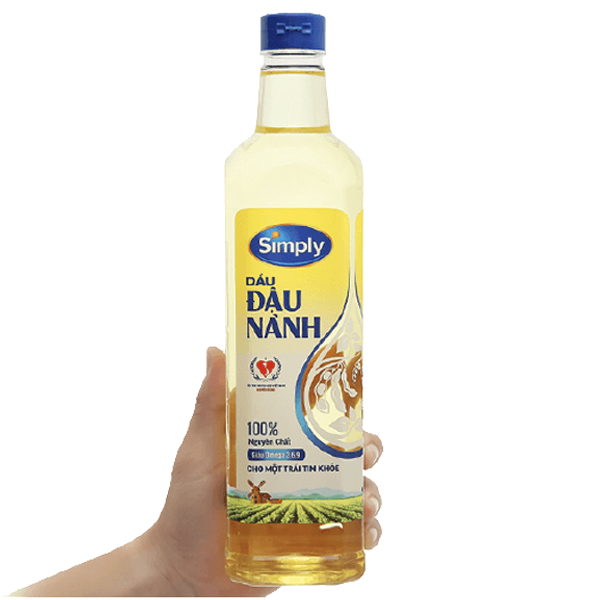 Simply
DẦU
ĐẬU
NÀNH
100%
Nguyên Chất
Giàu Omega 3 6 9
CHO MỘT TRÁI TIM KHỎE